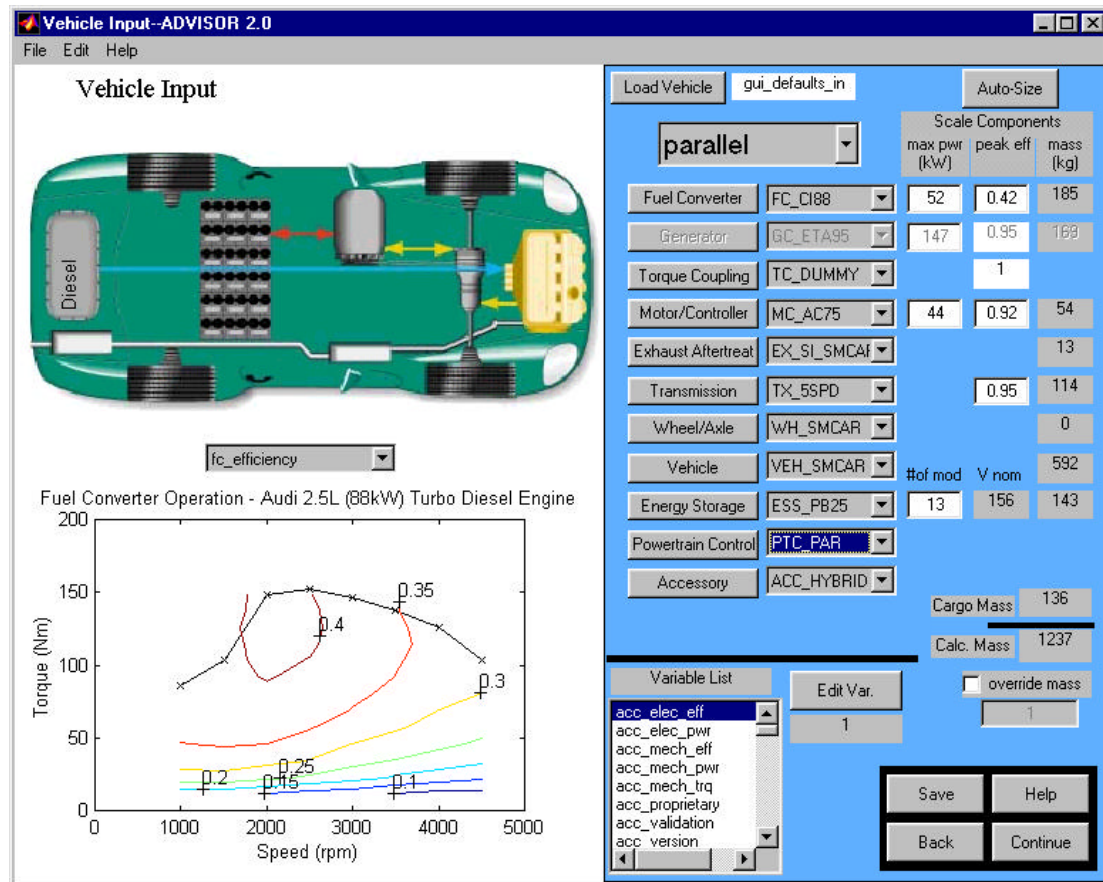 Vehicle Input--ADVISOR 2.0
File Edit Help
Vehicle Input
Diesel
fc_efficiency
Fuel Converter Operation - Audi 2.5L (88kW) Turbo Diesel Engine
200
150
100
50
0
Torque (Nm)
0.35
0.4
0.3
0.25
0.2
0.15
0.1
0 1000 2000 3000 4000 5000
Speed (rpm)
Load Vehicle gui_defaults_in Auto-Size
Scale Components
parallel
max pwr (kW) peak eff mass (kg)
Fuel Converter FC_CI88 52 0.42 185
Generator GC_ETA95 147 0.95 169
Torque Coupling TC_DUMMY 1
Motor/Controller MC_AC75 44 0.92 54
Exhaust Aftertreat EX_SI_SMCAR 13
Transmission TX_5SPD 0.95 114
Wheel/Axle WH_SMCAR 0
Vehicle VEH_SMCAR 592
#of mod V nom
Energy Storage ESS_PB25 13 156 143
Powertrain Control PTC_PAR
Accessory ACC_HYBRID
Cargo Mass 136
Calc. Mass 1237
override mass
1
Variable List
Edit Var.
1
acc_elec_eff
acc_elec_pwr
acc_mech_eff
acc_mech_pwr
acc_mech_trq
acc_proprietary
acc_validation
acc_version
Save Help
Back Continue